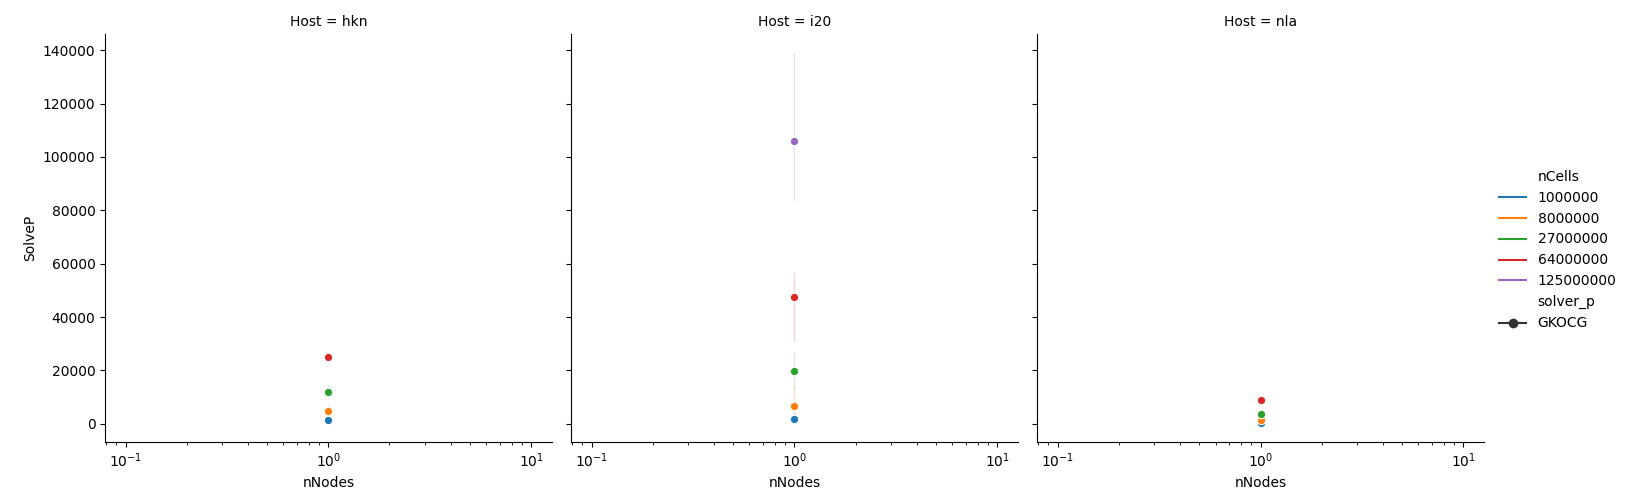 Host = hkn
Host = i20
Host = nla
SolveP
140000
120000
100000
80000
60000
40000
20000
0
10⁻¹
10⁰
10¹
10⁻¹
10⁰
10¹
10⁻¹
10⁰
10¹
nNodes
nNodes
nNodes
nCells
1000000
8000000
27000000
64000000
125000000
solver_p
GKOCG